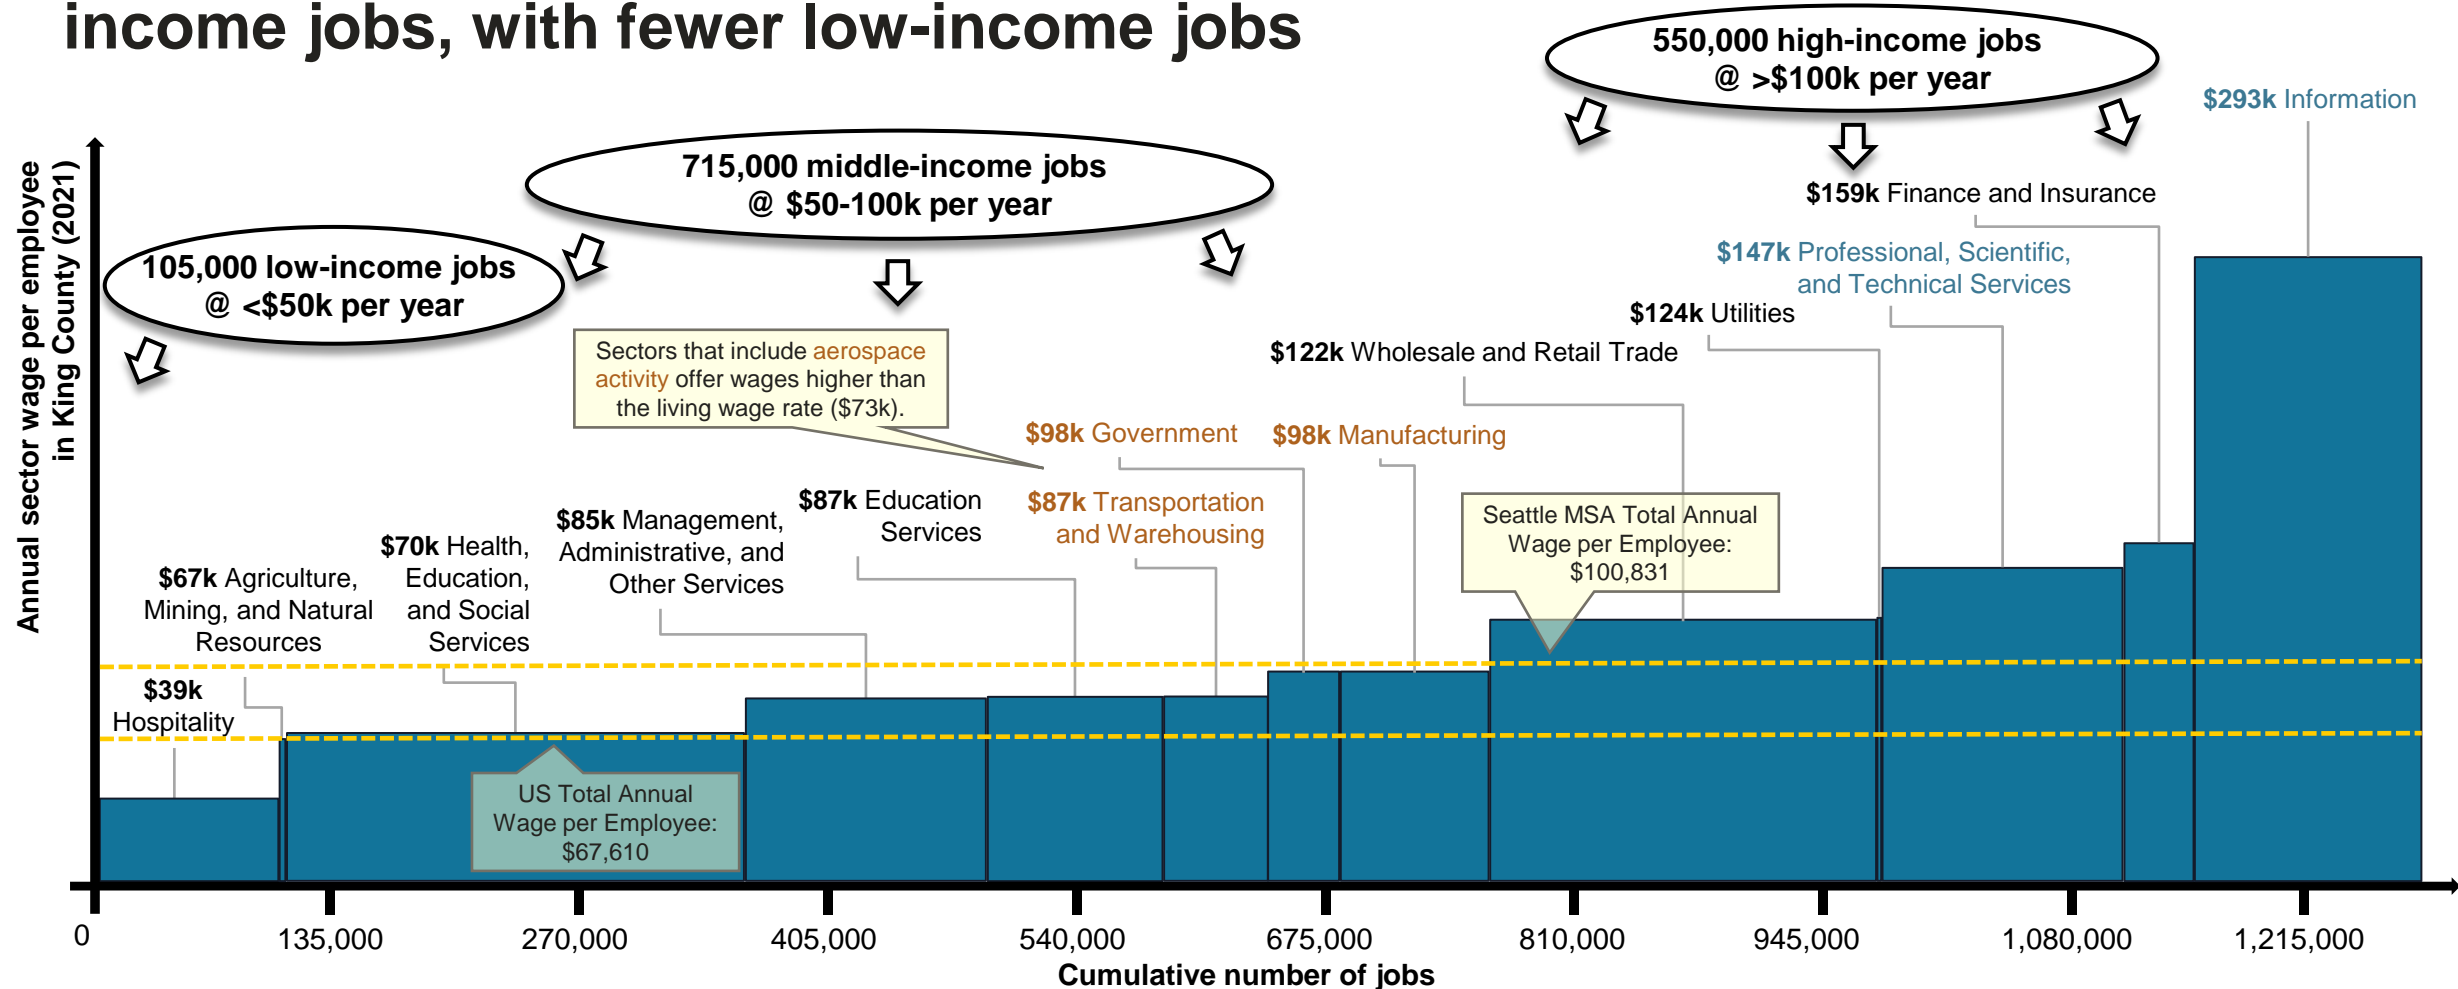 income jobs, with fewer low-income jobs
550,000 high-income jobs
@ >$100k per year
$293k Information
715,000 middle-income jobs
@ $50-100k per year
105,000 low-income jobs
@ <$50k per year
Annual sector wage per employee
in King County (2021)
$159k Finance and Insurance
$147k Professional, Scientific,
and Technical Services
$124k Utilities
$122k Wholesale and Retail Trade
Sectors that include aerospace
activity offer wages higher than
the living wage rate ($73k).
$98k Government
$98k Manufacturing
$87k Education
Services
$87k Transportation
and Warehousing
Seattle MSA Total Annual
Wage per Employee:
$100,831
$85k Management,
Administrative, and
Other Services
$70k Health,
Education,
and Social
Services
$67k Agriculture,
Mining, and Natural
Resources
$39k
Hospitality
US Total Annual
Wage per Employee:
$67,610
0
135,000
270,000
405,000
540,000
675,000
810,000
945,000
1,080,000
1,215,000
Cumulative number of jobs